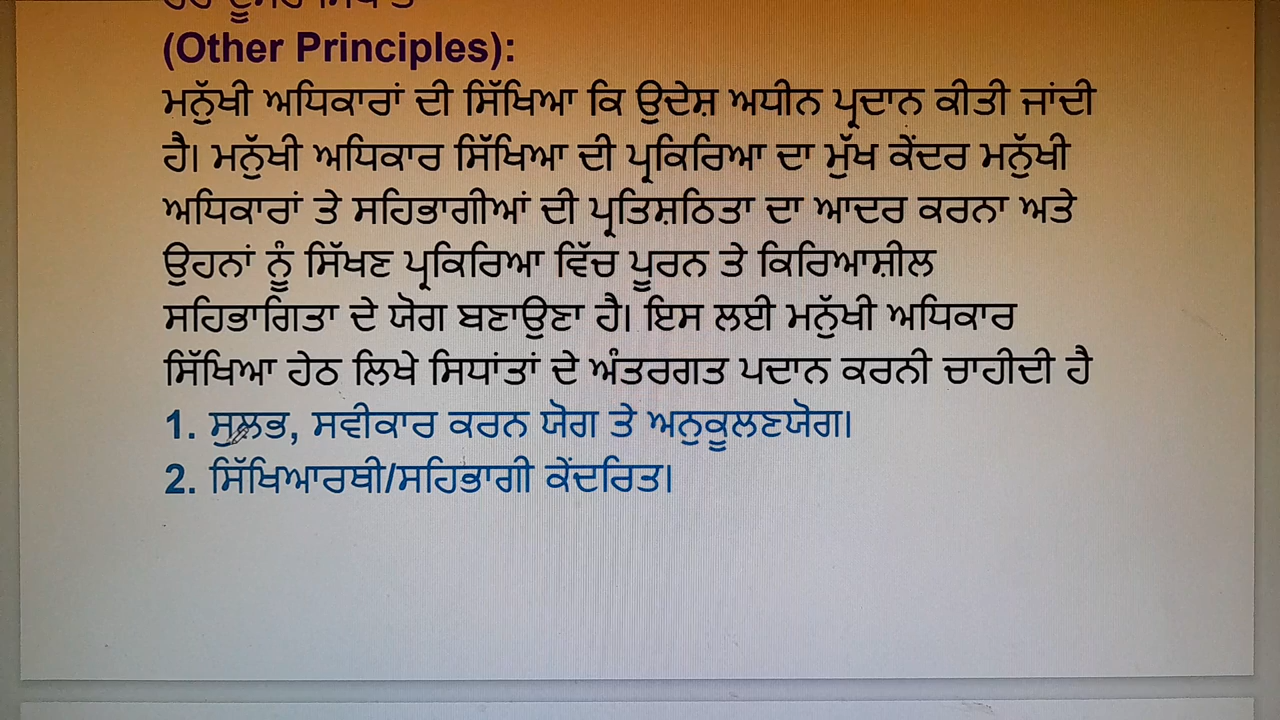 (Other Principles):
ਮਨੁੱਖੀ ਅਧਿਕਾਰਾਂ ਦੀ ਸਿੱਖਿਆ ਕਿ ਉਦੇਸ਼ ਅਧੀਨ ਪ੍ਰਦਾਨ ਕੀਤੀ ਜਾਂਦੀ
ਹੈ। ਮਨੁੱਖੀ ਅਧਿਕਾਰ ਸਿੱਖਿਆ ਦੀ ਪ੍ਰਕਿਰਿਆ ਦਾ ਮੁੱਖ ਕੇਂਦਰ ਮਨੁੱਖੀ
ਅਧਿਕਾਰਾਂ ਤੇ ਸਹਿਭਾਗੀਆਂ ਦੀ ਪ੍ਰਤਿਸ਼ਠਿਤਾ ਦਾ ਆਦਰ ਕਰਨਾ ਅਤੇ
ਉਹਨਾਂ ਨੂੰ ਸਿੱਖਣ ਪ੍ਰਕਿਰਿਆ ਵਿੱਚ ਪੂਰਨ ਤੇ ਕਿਰਿਆਸ਼ੀਲ
ਸਹਿਭਾਗਿਤਾ ਦੇ ਯੋਗ ਬਣਾਉਣਾ ਹੈ। ਇਸ ਲਈ ਮਨੁੱਖੀ ਅਧਿਕਾਰ
ਸਿੱਖਿਆ ਹੇਠ ਲਿਖੇ ਸਿਧਾਂਤਾਂ ਦੇ ਅੰਤਰਗਤ ਪਦਾਨ ਕਰਨੀ ਚਾਹੀਦੀ ਹੈ
1. ਸੁਲਭ, ਸਵੀਕਾਰ ਕਰਨ ਯੋਗ ਤੇ ਅਨੁਕੂਲਣਯੋਗ।
2. ਸਿੱਖਿਆਰਥੀ/ਸਹਿਭਾਗੀ ਕੇਂਦਰਿਤ।